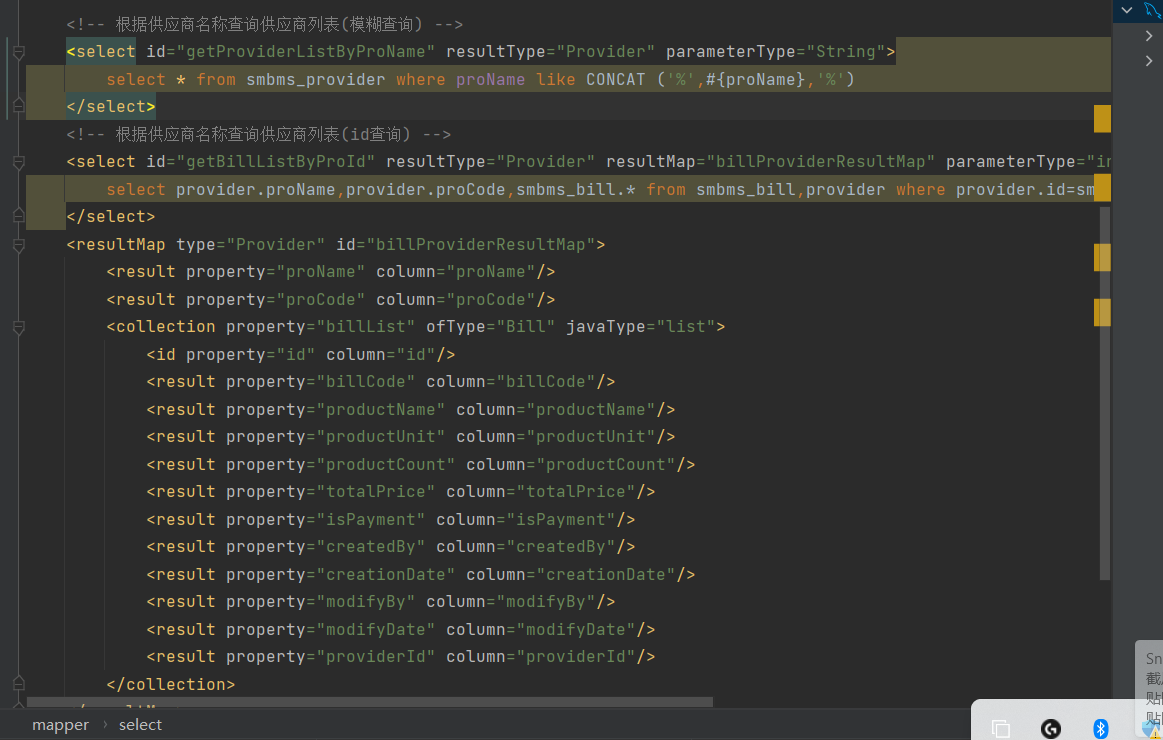 <!-- 根据供应商名称查询供应商列表(模糊查询) -->
<select id="getProviderListByProName" resultType="Provider" parameterType="String">
select * from smbms_provider where proName like CONCAT ('%',#{proName},'%')
</select>
<!-- 根据供应商名称查询供应商列表(id查询) -->
<select id="getBillListByProId" resultType="Provider" resultMap="billProviderResultMap" parameterType="in
select provider.proName,provider.proCode,smbms_bill.* from smbms_bill,provider where provider.id=sm
</select>
<resultMap type="Provider" id="billProviderResultMap">
<result property="proName" column="proName"/>
<result property="proCode" column="proCode"/>
<collection property="billList" ofType="Bill" javaType="list">
<id property="id" column="id"/>
<result property="billCode" column="billCode"/>
<result property="productName" column="productName"/>
<result property="productUnit" column="productUnit"/>
<result property="productCount" column="productCount"/>
<result property="totalPrice" column="totalPrice"/>
<result property="isPayment" column="isPayment"/>
<result property="createdBy" column="createdBy"/>
<result property="creationDate" column="creationDate"/>
<result property="modifyBy" column="modifyBy"/>
<result property="modifyDate" column="modifyDate"/>
<result property="providerId" column="providerId"/>
</collection>
mapper › select
Sn
截
贴
贴